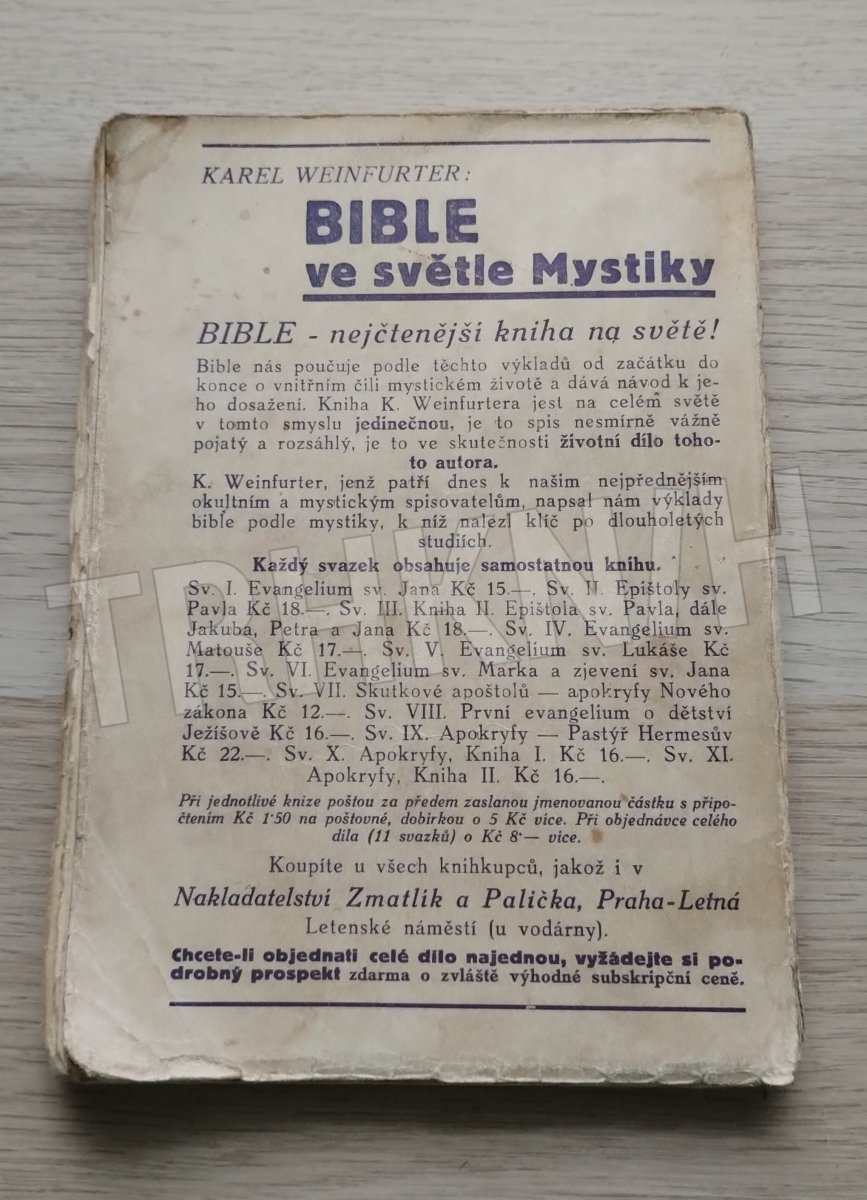 KAREL WEINFURTER:
BIBLE
ve světle Mystiky
BIBLE - nejčtenější kniha na světě!
Bible nás poučuje podle těchto výkladů od začátku do
konce o vnitřním čili mystickém životě a dává návod k je-
ho dosažení. Kniha K. Weinfurtera jest na celém světě
v tomto smyslu jedinečnou, je to spis nesmírně vážně
pojatý a rozsáhlý, je to ve skutečnosti životní dílo toho-
to autora.
K. Weinfurter, jenž patří dnes k našim nejpřednějším
okultním a mystickým spisovatelům, napsal nám výklady
bible podle mystiky, k níž nalezl klíč po dlouholetých
studiích.
Každý svazek obsahuje samostatnou knihu.
Sv. I. Evangelium sv. Jana Kč 15.—. Sv. II. Epištoly sv.
Pavla Kč 18.—. Sv. III. Kniha II. Epištola sv. Pavla, dále
Jakuba, Petra a Jana Kč 18.—. Sv. IV. Evangelium sv.
Matouše Kč 17.—. Sv. V. Evangelium sv. Lukáše Kč
17.—. Sv. VI. Evangelium sv. Marka a zjevení sv. Jana
Kč 15.—. Sv. VII. Skutkové apoštolů — apokryfy Nového
zákona Kč 12.—. Sv. VIII. První evangelium o dětství
Ježíšově Kč 16.—. Sv. IX. Apokryfy — Pastýř Hermesův
Kč 22.—. Sv. X. Apokryfy, Kniha I. Kč 16.—. Sv. XI.
Apokryfy, Kniha II. Kč 16.—.
Při jednotlivé knize poštou za předem zaslanou jmenovanou částku s připo-
čtením Kč 1·50 na poštovné, dobírkou o 5 Kč více. Při objednávce celého
díla (11 svazků) o Kč 8·— vice.
Koupíte u všech knihkupců, jakož i v
Nakladatelství Zmatlík a Palička, Praha-Letná
Letenské náměstí (u vodárny).
Chcete-li objednati celé dílo najednou, vyžádejte si po-
drobný prospekt zdarma o zvláště výhodné subskripční ceně.
TRHKNIH